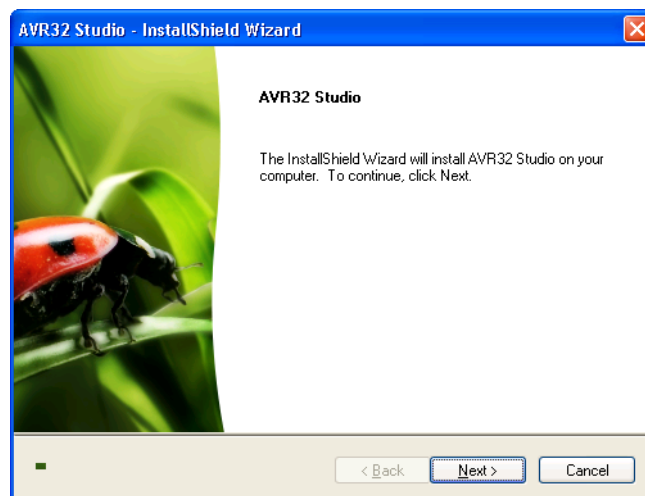 AVR32 Studio - InstallShield Wizard
AVR32 Studio
The InstallShield Wizard will install AVR32 Studio on your
computer. To continue, click Next.
< Back Next > Cancel